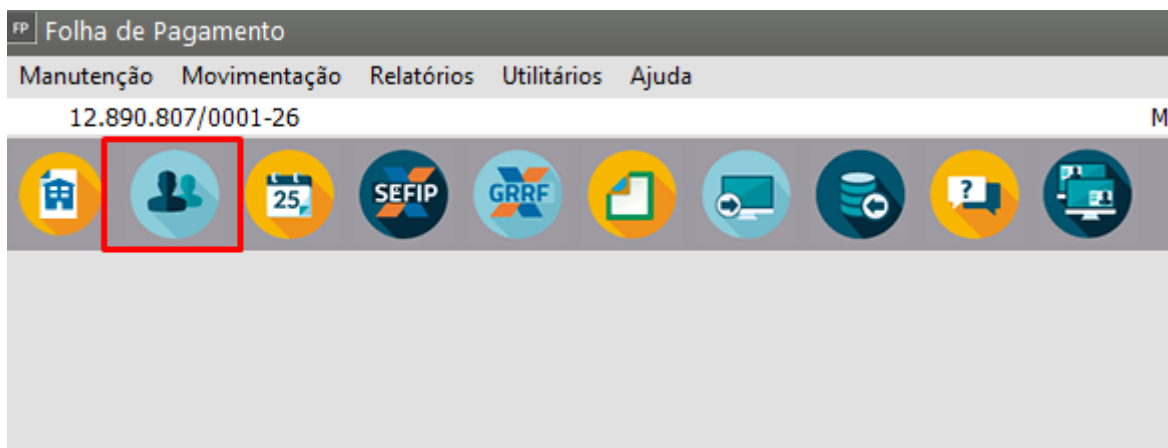 FP Folha de Pagamento
Manutenção Movimentação Relatórios Utilitários Ajuda
12.890.807/0001-26 M
25 SEFIP GRRF ?